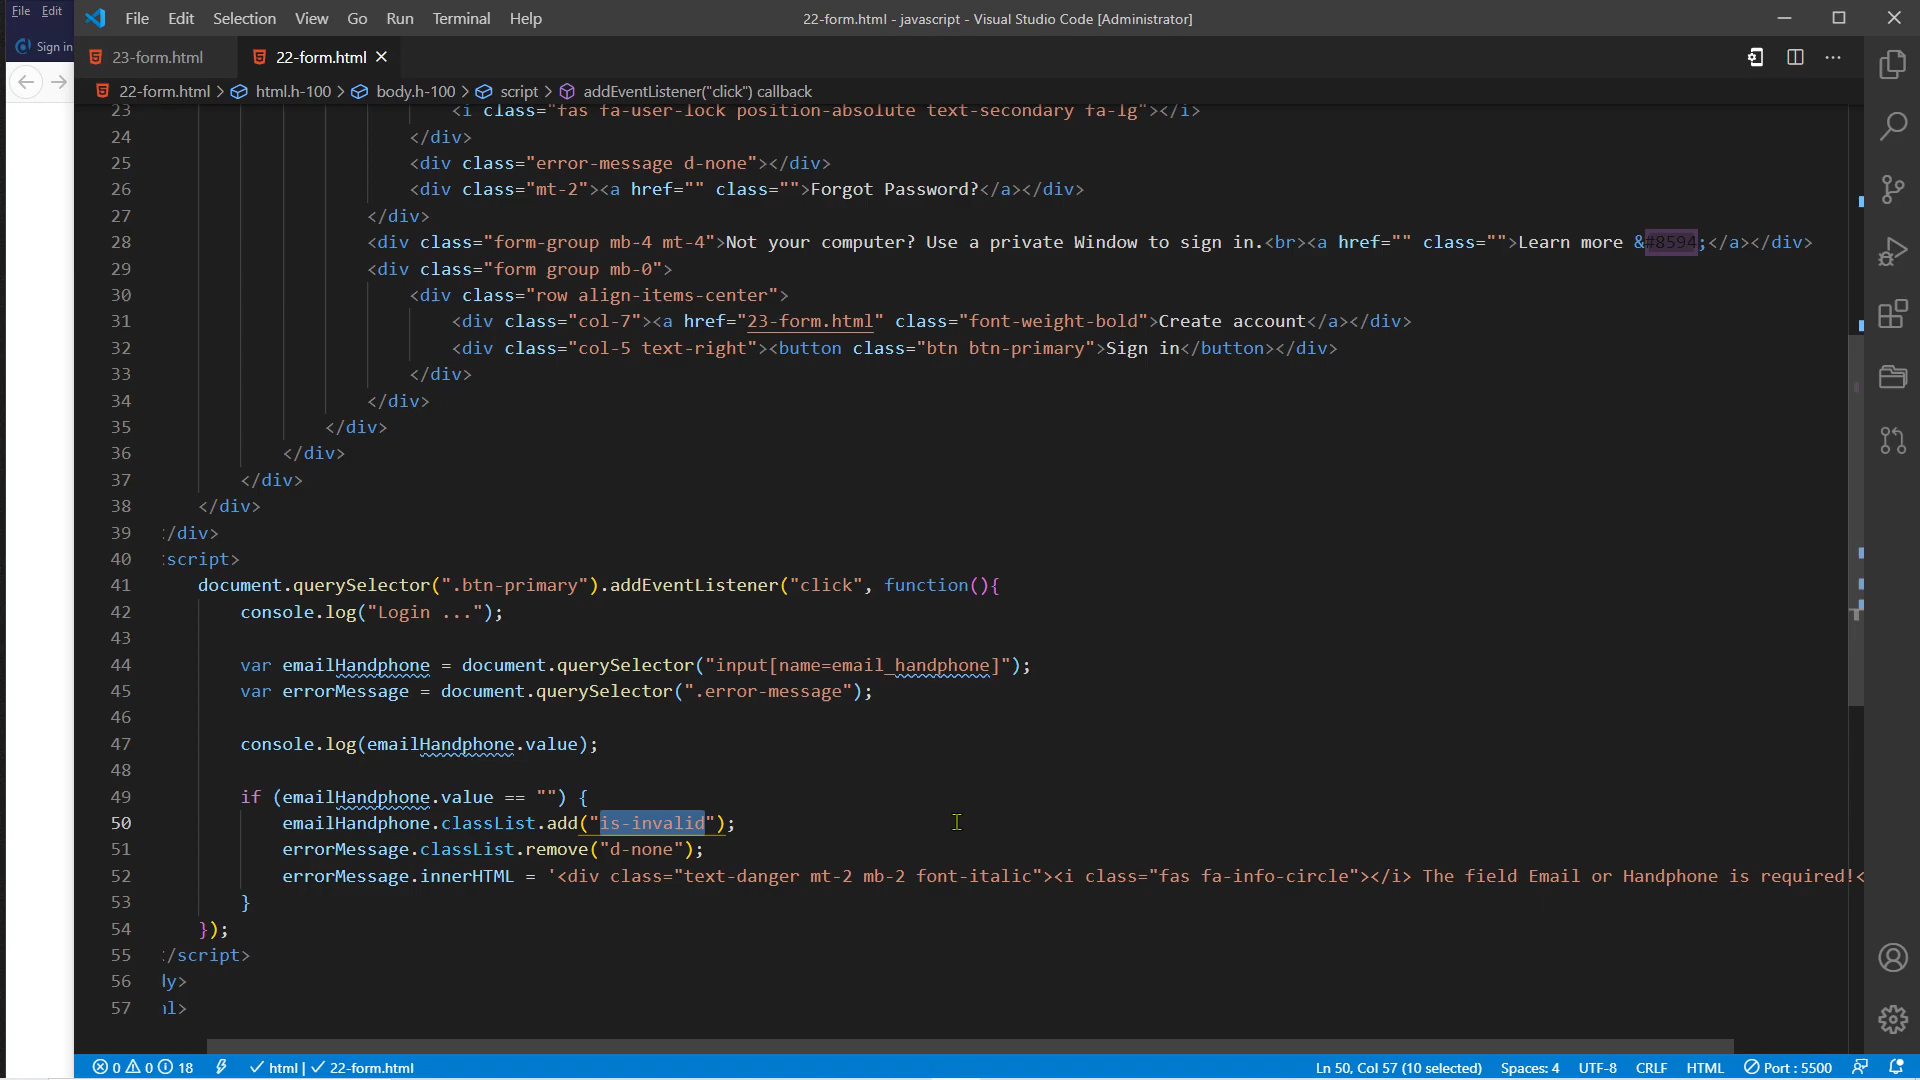 File Edit
Sign in
File Edit Selection View Go Run Terminal Help
22-form.html - javascript - Visual Studio Code [Administrator]
23-form.html
22-form.html
22-form.html > html.h-100 > body.h-100 > script > addEventListener("click") callback
23 <i class="fas fa-user-lock position-absolute text-secondary fa-lg"></i>
24 </div>
25 <div class="error-message d-none"></div>
26 <div class="mt-2"><a href="" class="">Forgot Password?</a></div>
27 </div>
28 <div class="form-group mb-4 mt-4">Not your computer? Use a private Window to sign in.<br><a href="" class="">Learn more &#8594;</a></div>
29 <div class="form group mb-0">
30 <div class="row align-items-center">
31 <div class="col-7"><a href="23-form.html" class="font-weight-bold">Create account</a></div>
32 <div class="col-5 text-right"><button class="btn btn-primary">Sign in</button></div>
33 </div>
34 </div>
35 </div>
36 </div>
37 </div>
38 </div>
39 /div>
40 script>
41 document.querySelector(".btn-primary").addEventListener("click", function(){
42 console.log("Login ...");
43
44 var emailHandphone = document.querySelector("input[name=email_handphone]");
45 var errorMessage = document.querySelector(".error-message");
46
47 console.log(emailHandphone.value);
48
49 if (emailHandphone.value == "") {
50 emailHandphone.classList.add("is-invalid");
51 errorMessage.classList.remove("d-none");
52 errorMessage.innerHTML = '<div class="text-danger mt-2 mb-2 font-italic"><i class="fas fa-info-circle"></i> The field Email or Handphone is required!<
53 }
54 });
55 /script>
56 dy>
57 ml>
0 0 18 html | 22-form.html Ln 50, Col 57 (10 selected) Spaces: 4 UTF-8 CRLF HTML Port : 5500